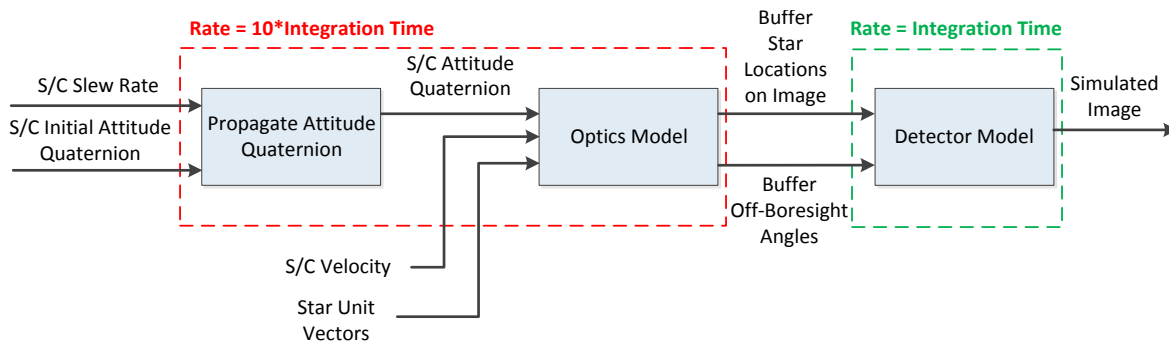 Rate = 10*Integration Time
S/C Slew Rate
S/C Initial Attitude
Quaternion
Propagate Attitude
Quaternion
S/C Attitude
Quaternion
Optics Model
S/C Velocity
Star Unit
Vectors
Buffer
Star
Locations
on Image
Buffer
Off-Boresight
Angles
Rate = Integration Time
Detector Model
Simulated
Image